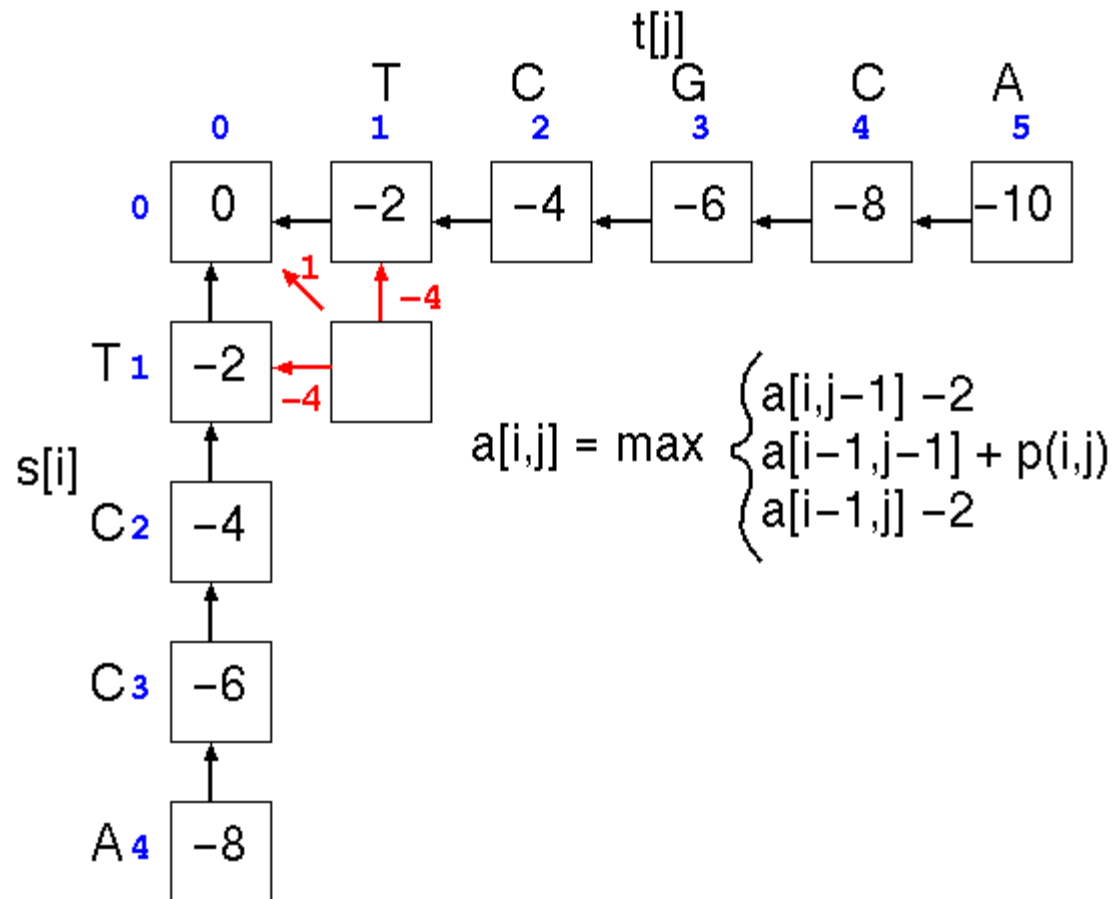 t[j]
T C G C A
0 1 2 3 4 5
0 0 −2 −4 −6 −8 −10
1 −4
T 1 −2
−4
a[i,j−1] −2
s[i] a[i,j] = max a[i−1,j−1] + p(i,j)
a[i−1,j] −2
C 2 −4
C 3 −6
A 4 −8